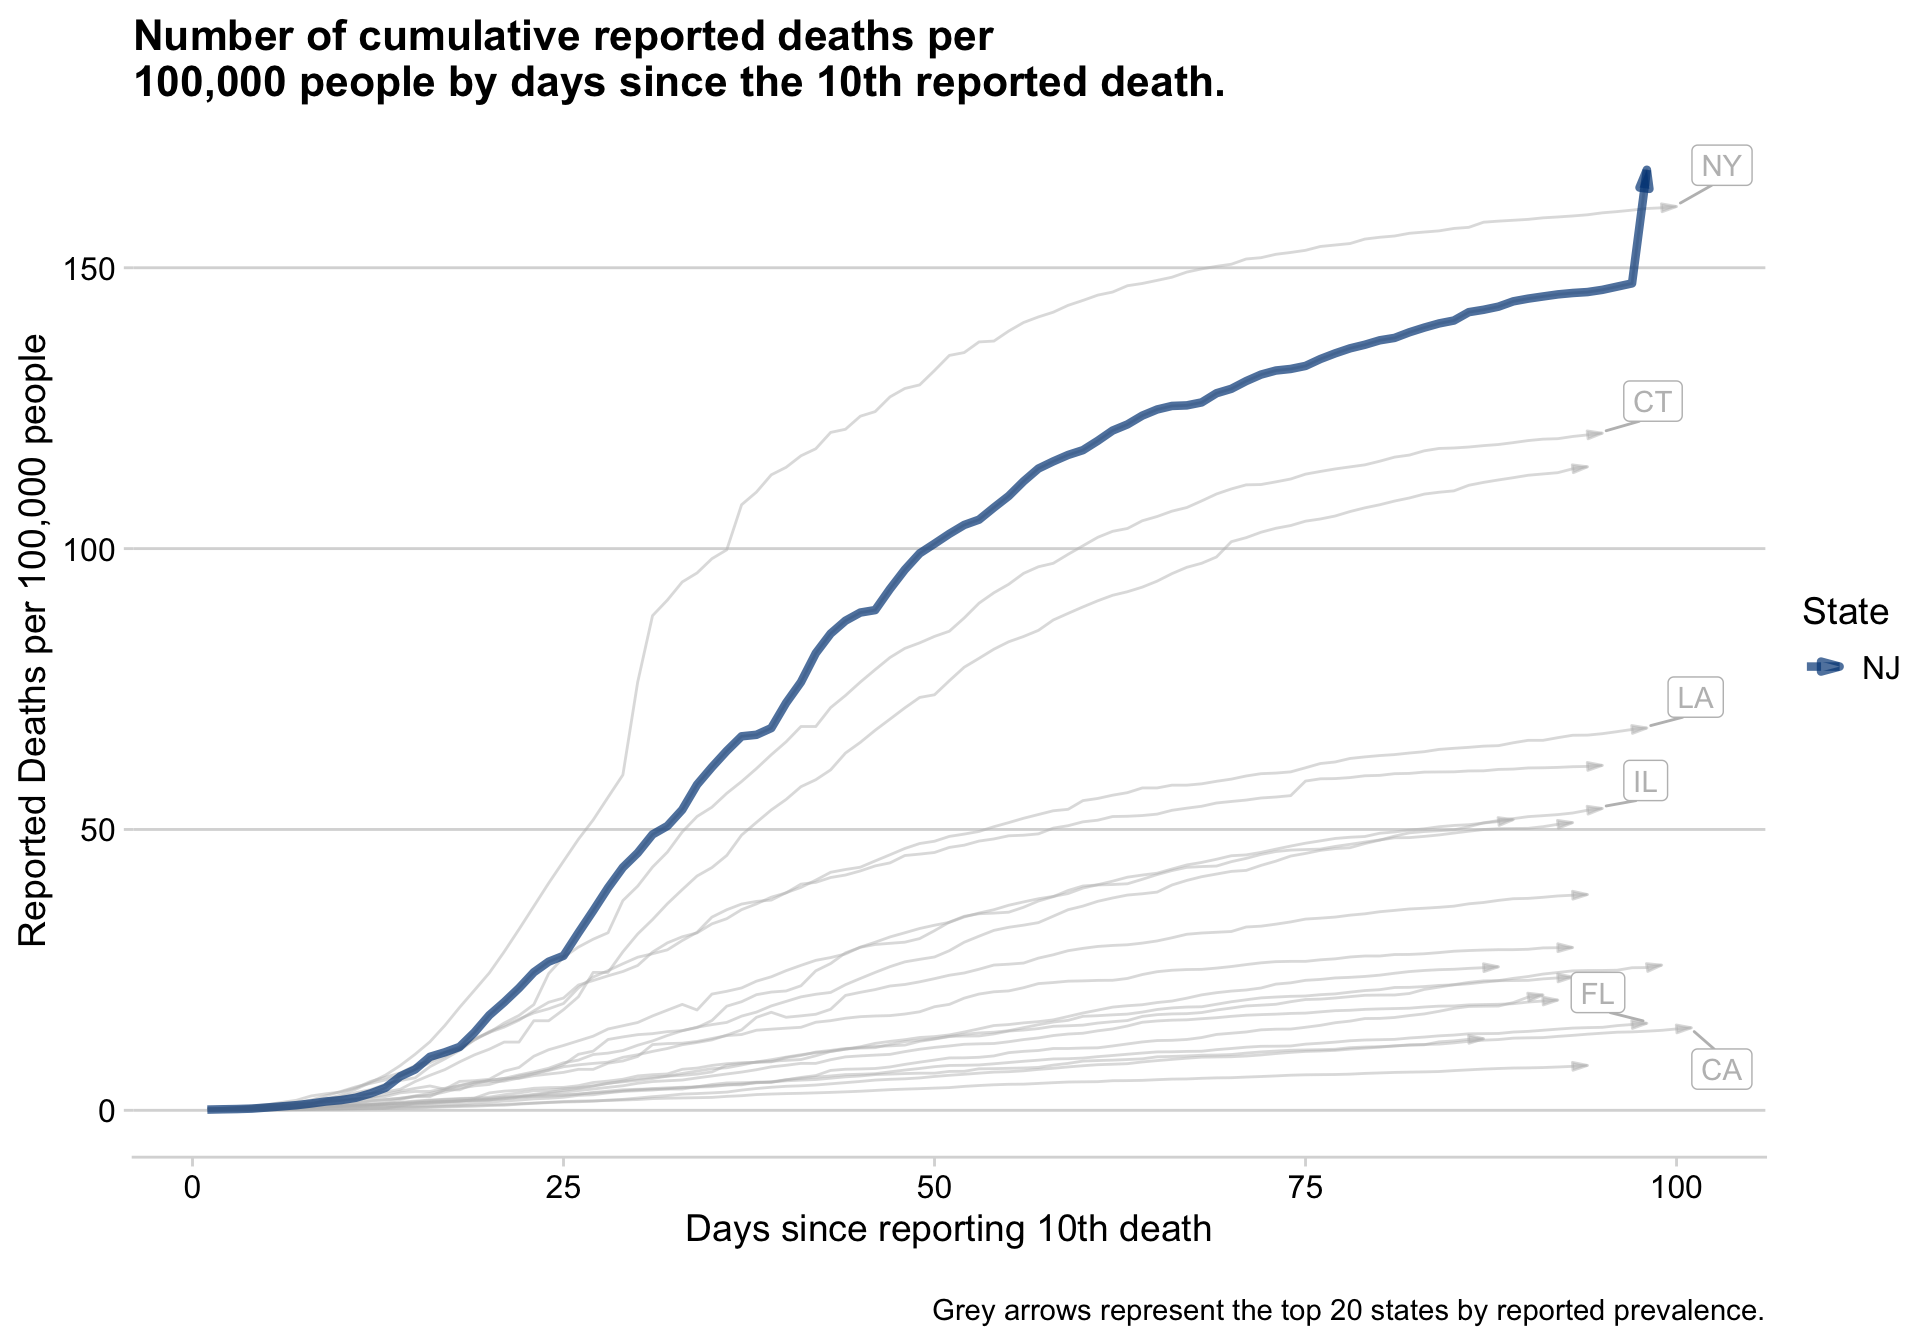 Number of cumulative reported deaths per
100,000 people by days since the 10th reported death.
Reported Deaths per 100,000 people
150
100
50
0
NY
CT
LA
IL
FL
CA
State
NJ
0 25 50 75 100
Days since reporting 10th death
Grey arrows represent the top 20 states by reported prevalence.